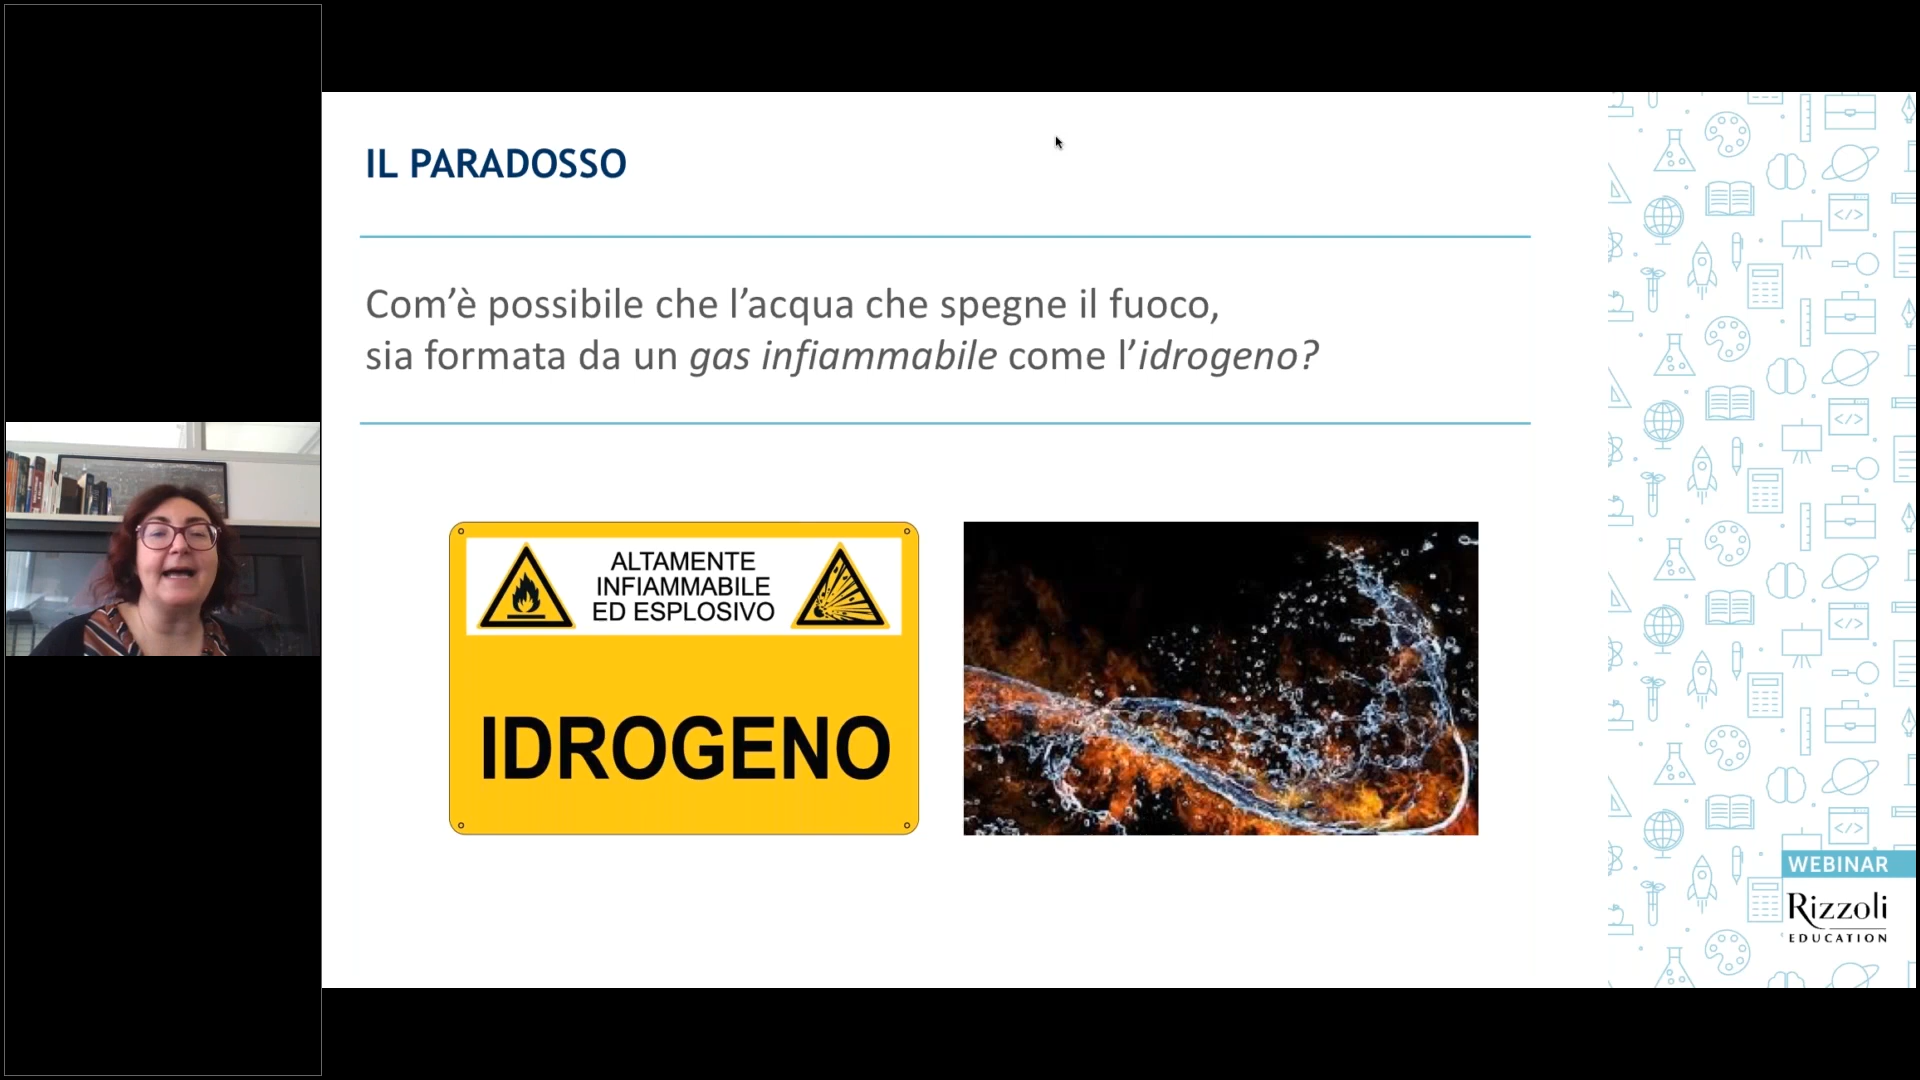 IL PARADOSSO
Com’è possibile che l’acqua che spegne il fuoco,
sia formata da un gas infiammabile come l’idrogeno?
ALTAMENTE
INFIAMMABILE
ED ESPLOSIVO
IDROGENO
WEBINAR
Rizzoli
EDUCATION